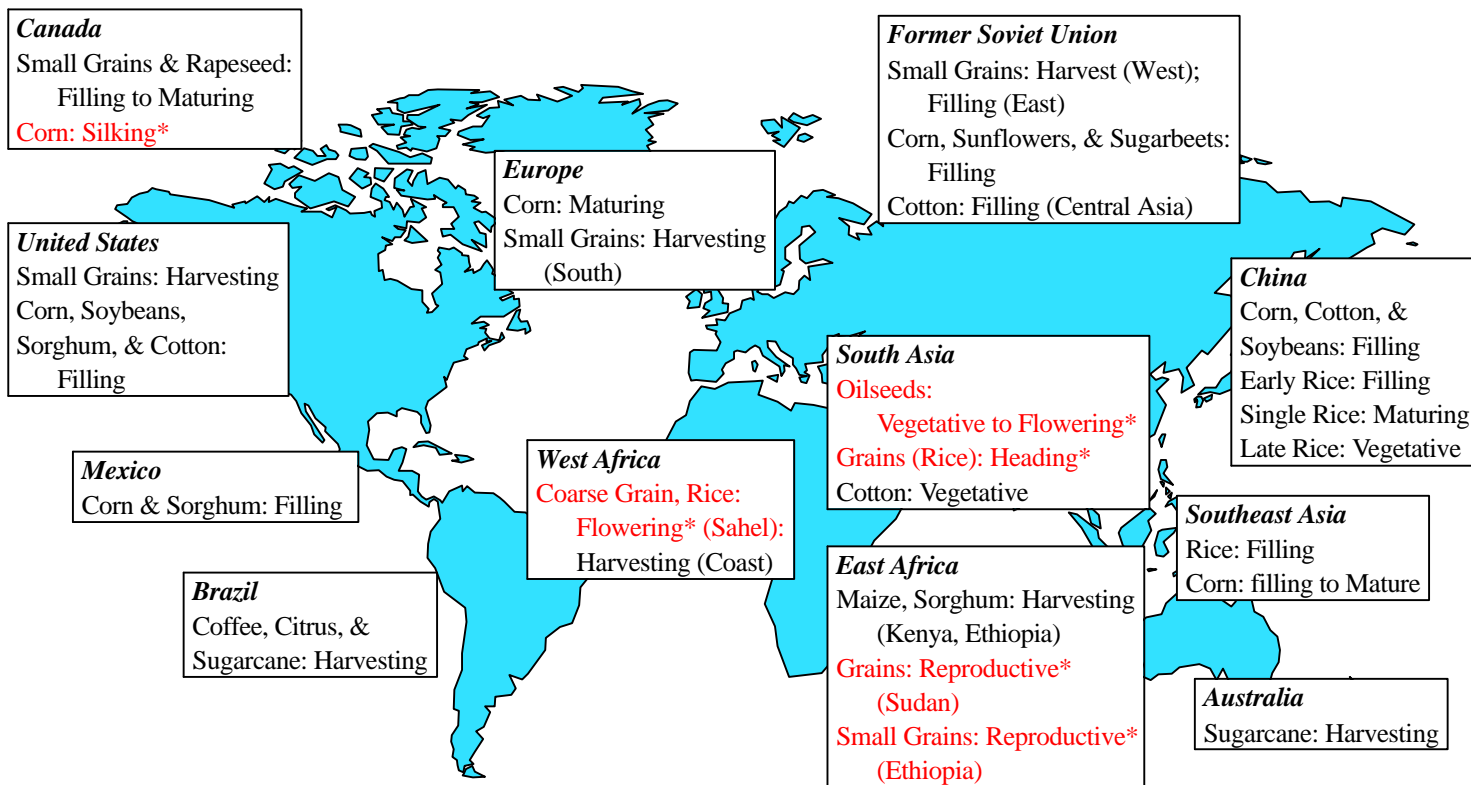 Canada
Small Grains & Rapeseed:
Filling to Maturing
Corn: Silking*
Former Soviet Union
Small Grains: Harvest (West);
Filling (East)
Corn, Sunflowers, & Sugarbeets:
Filling
Cotton: Filling (Central Asia)
Europe
Corn: Maturing
Small Grains: Harvesting
(South)
United States
Small Grains: Harvesting
Corn, Soybeans,
Sorghum, & Cotton:
Filling
China
Corn, Cotton, &
Soybeans: Filling
Early Rice: Filling
Single Rice: Maturing
Late Rice: Vegetative
South Asia
Oilseeds:
Vegetative to Flowering*
Grains (Rice): Heading*
Cotton: Vegetative
Mexico
Corn & Sorghum: Filling
West Africa
Coarse Grain, Rice:
Flowering* (Sahel):
Harvesting (Coast)
Southeast Asia
Rice: Filling
Corn: filling to Mature
East Africa
Maize, Sorghum: Harvesting
(Kenya, Ethiopia)
Grains: Reproductive*
(Sudan)
Small Grains: Reproductive*
(Ethiopia)
Brazil
Coffee, Citrus, &
Sugarcane: Harvesting
Australia
Sugarcane: Harvesting